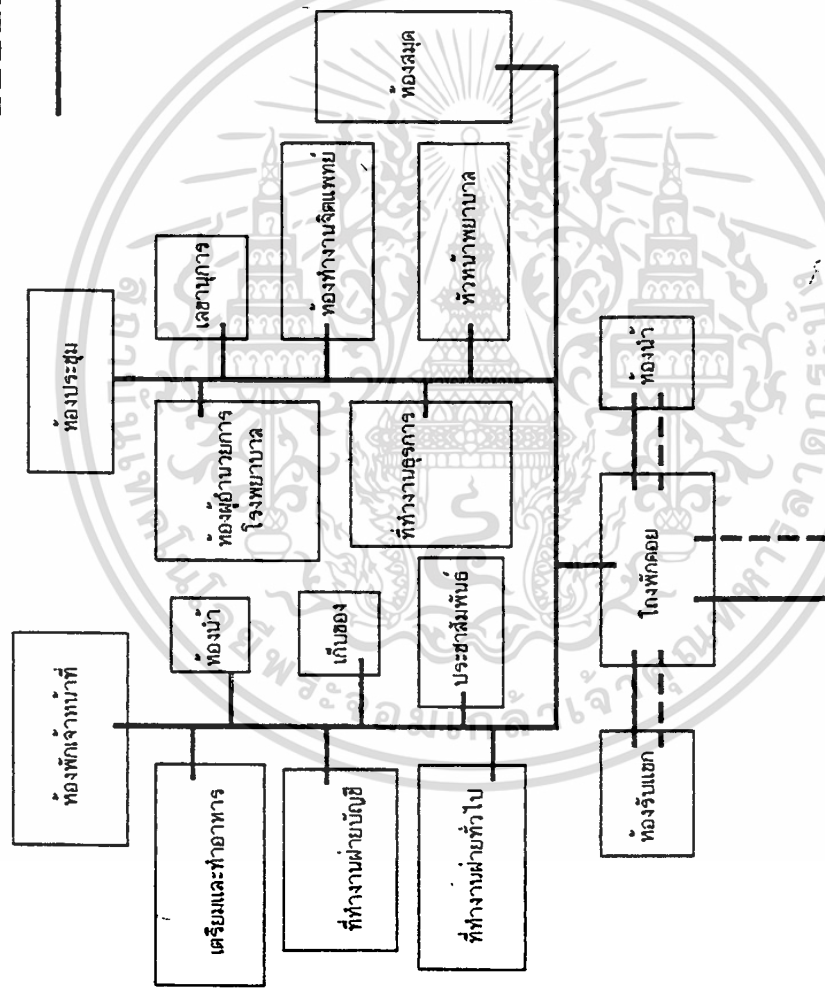 ห้องสมุด
ห้องประชุม
เลขานุการ
ห้องทำงานจิตแพทย์
หัวหน้าพยาบาล
ห้องผู้อำนวยการ
โรงพยาบาล
ที่ทำงานธุรการ
ห้องพักเจ้าหน้าที่
ห้องน้ำ
เก็บของ
ประชาสัมพันธ์
เตรียมและทำอาหาร
ที่ทำงานฝ่ายบัญชี
ที่ทำงานฝ่ายทั่วไป
ห้องน้ำ
โถงพักคอย
ห้องรับแขก